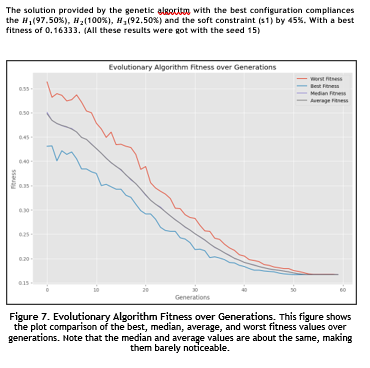 The solution provided by the genetic algoritm with the best configuration compliances
the H₁(97.50%), H₂(100%), H₃(92.50%) and the soft constraint (s1) by 45%. With a best
fitness of 0.16333. (All these results were got with the seed 15)
Evolutionary Algorithm Fitness over Generations
Worst Fitness
Best Fitness
Median Fitness
Average Fitness
Fitness
0.55
0.50
0.45
0.40
0.35
0.30
0.25
0.20
0.15
0
10
20
30
40
50
60
Generations
Figure 7. Evolutionary Algorithm Fitness over Generations. This figure shows
the plot comparison of the best, median, average, and worst fitness values over
generations. Note that the median and average values are about the same, making
them barely noticeable.